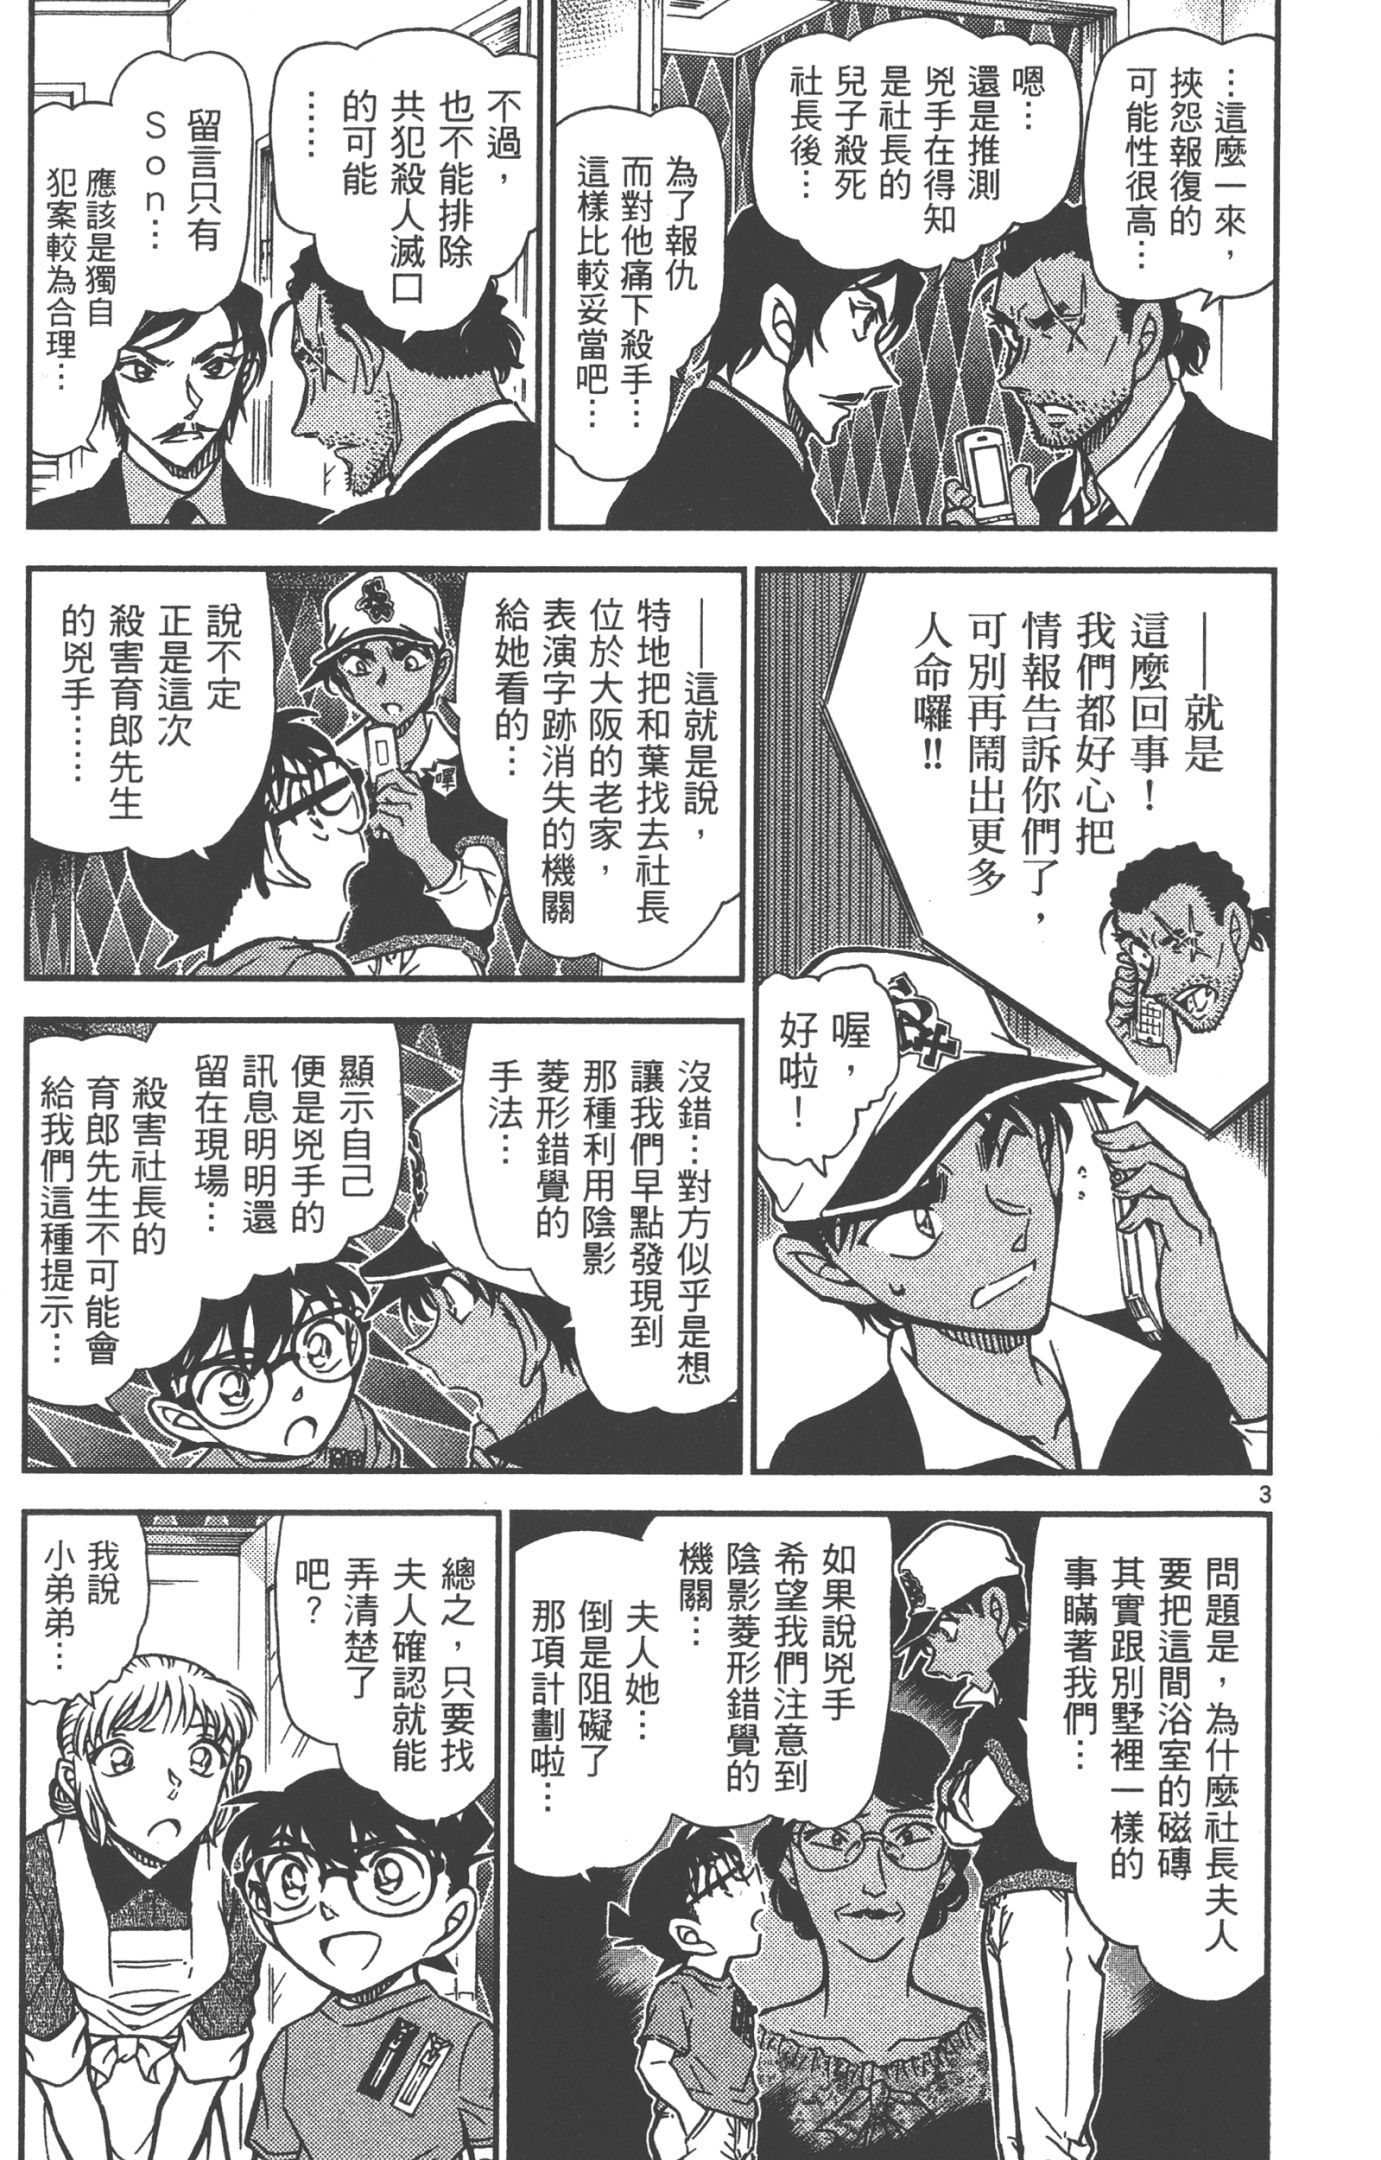 …這麼一來，
挾怨報復的
可能性很高…
嗯…
還是推測
兇手在得知
是社長的
兒子殺死
社長後…
為了報仇
而對他痛下殺手…
這樣比較妥當吧…
不過，
也不能排除
共犯殺人滅口
的可能
……
留言只有
Son…
應該是獨自
犯案較為合理…
——就是
這麼回事！
我們都好心把
情報告訴你們了，
可別再鬧出更多
人命囉!!
喔，
好啦！
——這就是說，
特地把和葉找去社長
位於大阪的老家，
表演字跡消失的機關
給她看的…
說不定
正是這次
殺害育郎先生
的兇手……
沒錯…對方似乎是想
讓我們早點發現到
那種利用陰影
菱形錯覺的
手法…
顯示自己
便是兇手的
訊息明明還
留在現場…
殺害社長的
育郎先生不可能會
給我們這種提示…
3
問題是，為什麼社長夫人
要把這間浴室的磁磚
其實跟別墅裡一樣的
事瞞著我們…
如果說兇手
希望我們注意到
陰影菱形錯覺的
機關…
夫人她…
倒是阻礙了
那項計劃啦…
總之，只要找
夫人確認就能
弄清楚了
吧？
我說
小弟弟…